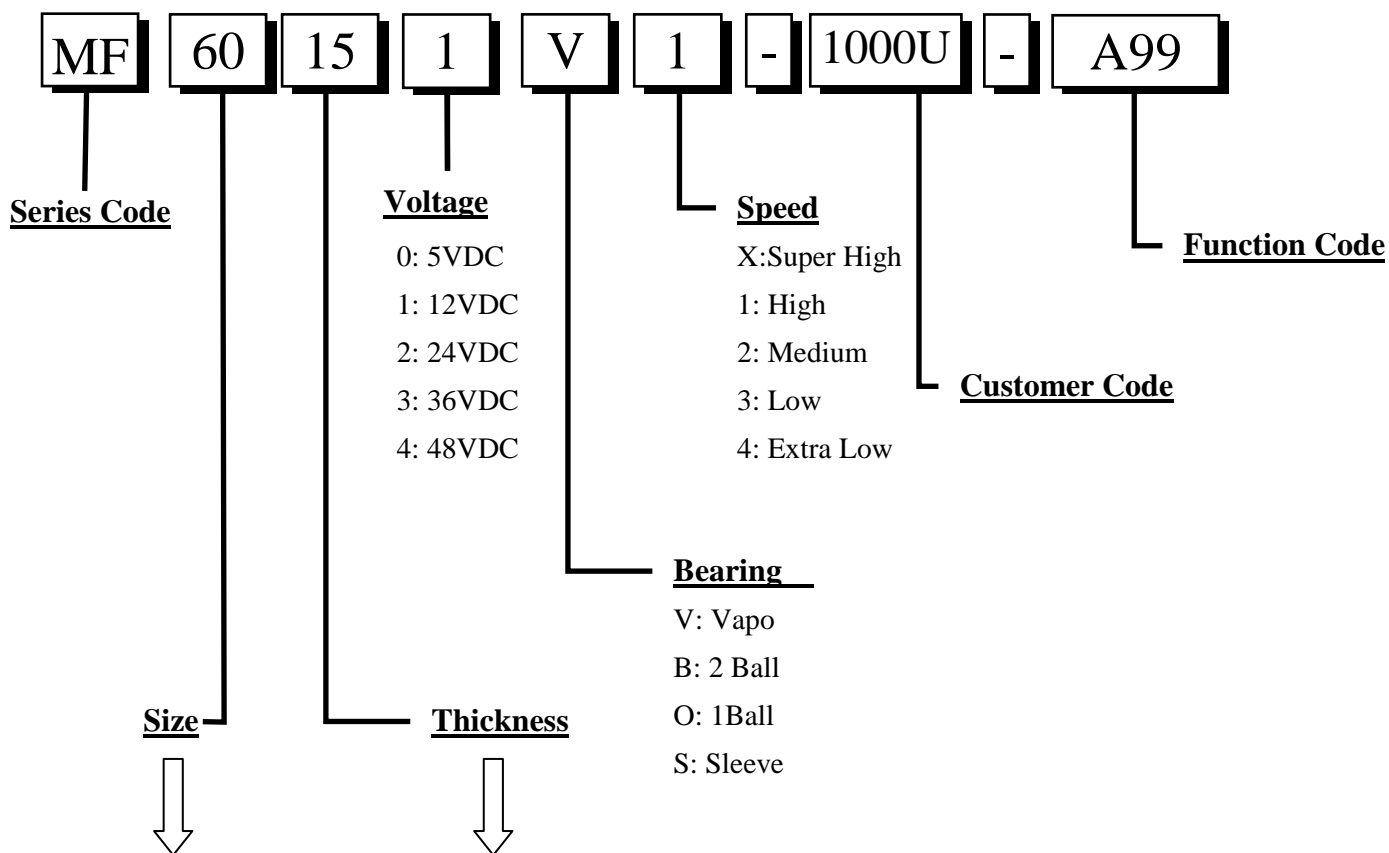 MF 60 15 1 V 1 - 1000U - A99
Series Code
Voltage
0: 5VDC
1: 12VDC
2: 24VDC
3: 36VDC
4: 48VDC
Speed
X:Super High
1: High
2: Medium
3: Low
4: Extra Low
Function Code
Customer Code
Bearing
V: Vapo
B: 2 Ball
O: 1Ball
S: Sleeve
Size
Thickness